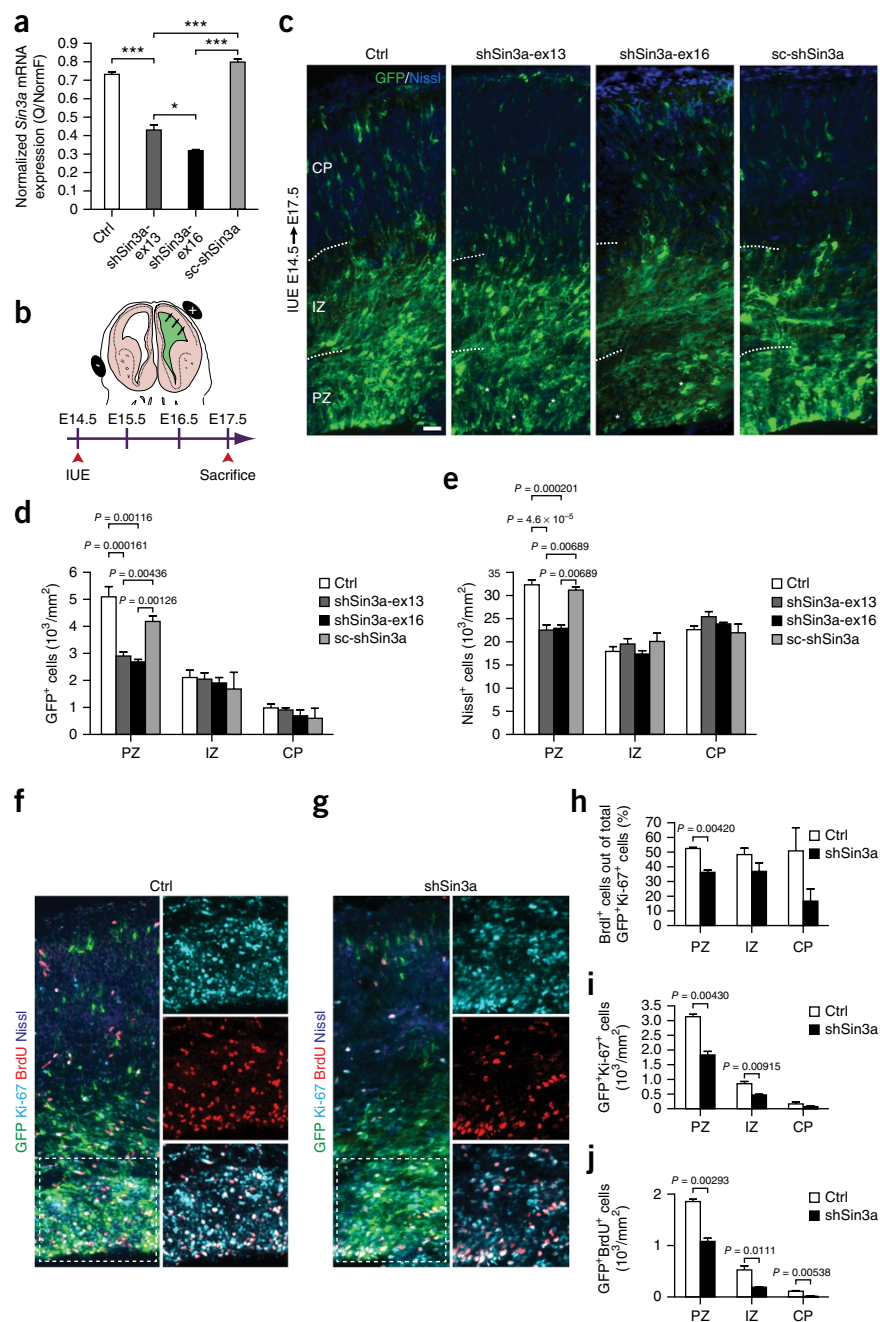 a
Normalized Sin3a mRNA
expression (Q/NormF)
0.9
0.8
0.7
0.6
0.5
0.4
0.3
0.2
0.1
0
***
***
***
*
Ctrl
shSin3a-
ex13
shSin3a-
ex16
sc-shSin3a
b
+
-
E14.5 E15.5 E16.5 E17.5
IUE Sacrifice
c
Ctrl shSin3a-ex13 shSin3a-ex16 sc-shSin3a
GFP/Nissl
IUE E14.5 → E17.5
CP
IZ
PZ
* * *
* *
d
P = 0.00116
P = 0.000161
P = 0.00436
P = 0.00126
GFP+ cells (10³/mm²)
6
5
4
3
2
1
0
PZ IZ CP
Ctrl
shSin3a-ex13
shSin3a-ex16
sc-shSin3a
e
P = 0.000201
P = 4.6 × 10⁻⁵
P = 0.00689
P = 0.00689
Nissl+ cells (10³/mm²)
35
30
25
20
15
10
5
0
PZ IZ CP
Ctrl
shSin3a-ex13
shSin3a-ex16
sc-shSin3a
f
Ctrl
GFP Ki-67 BrdU Nissl
g
shSin3a
GFP Ki-67 BrdU Nissl
h
BrdI+ cells out of total
GFP+Ki-67+ cells (%)
70
60
50
40
30
20
10
0
P = 0.00420
PZ IZ CP
Ctrl
shSin3a
i
GFP+Ki-67+ cells
(10³/mm²)
3.5
3.0
2.5
2.0
1.5
1.0
0.5
0
P = 0.00430
P = 0.00915
PZ IZ CP
Ctrl
shSin3a
j
GFP+BrdU+ cells
(10³/mm²)
2
1
0
P = 0.00293
P = 0.0111
P = 0.00538
PZ IZ CP
Ctrl
shSin3a